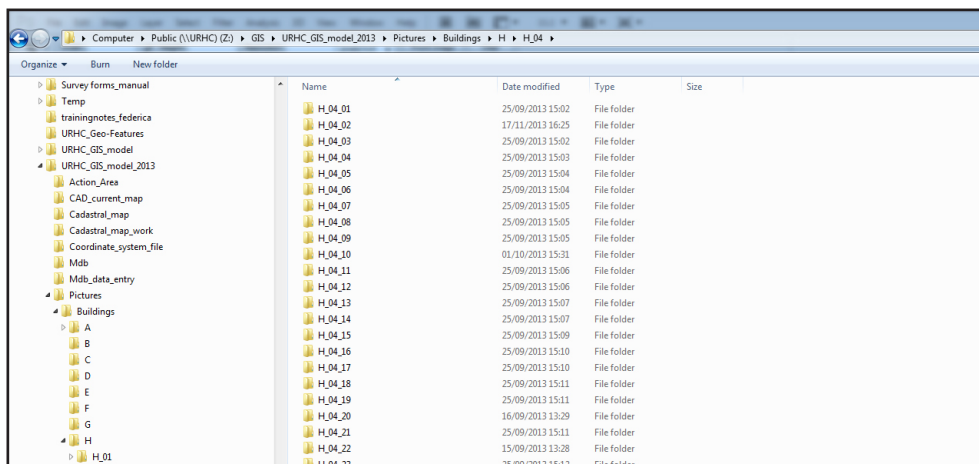 File Edit Image Layer Select Filter Analysis 3D View Window Help
Computer Public (\\URHC) (Z:) GIS URHC_GIS_model_2013 Pictures Buildings H H_04
Organize Burn New folder
Survey forms_manual
Temp
trainingnotes_federica
URHC_Geo-Features
URHC_GIS_model
URHC_GIS_model_2013
Action_Area
CAD_current_map
Cadastral_map
Cadastral_map_work
Coordinate_system_file
Mdb
Mdb_data_entry
Pictures
Buildings
A
B
C
D
E
F
G
H
H_01
Name Date modified Type Size
H_04_01 25/09/2013 15:02 File folder
H_04_02 17/11/2013 16:25 File folder
H_04_03 25/09/2013 15:02 File folder
H_04_04 25/09/2013 15:03 File folder
H_04_05 25/09/2013 15:04 File folder
H_04_06 25/09/2013 15:04 File folder
H_04_07 25/09/2013 15:05 File folder
H_04_08 25/09/2013 15:05 File folder
H_04_09 25/09/2013 15:05 File folder
H_04_10 01/10/2013 15:31 File folder
H_04_11 25/09/2013 15:06 File folder
H_04_12 25/09/2013 15:06 File folder
H_04_13 25/09/2013 15:07 File folder
H_04_14 25/09/2013 15:07 File folder
H_04_15 25/09/2013 15:09 File folder
H_04_16 25/09/2013 15:10 File folder
H_04_17 25/09/2013 15:10 File folder
H_04_18 25/09/2013 15:11 File folder
H_04_19 25/09/2013 15:11 File folder
H_04_20 16/09/2013 13:29 File folder
H_04_21 25/09/2013 15:11 File folder
H_04_22 15/09/2013 13:28 File folder